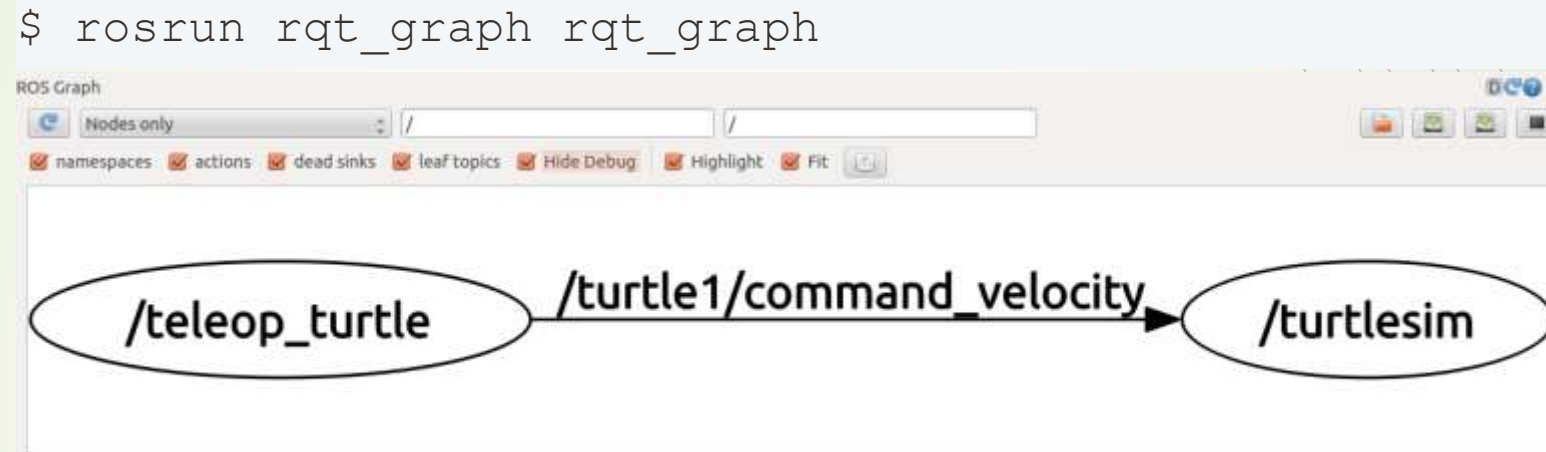 $ rosrun rqt_graph rqt_graph
ROS Graph
Nodes only / /
namespaces actions dead sinks leaf topics Hide Debug Highlight Fit
/teleop_turtle /turtle1/command_velocity /turtlesim